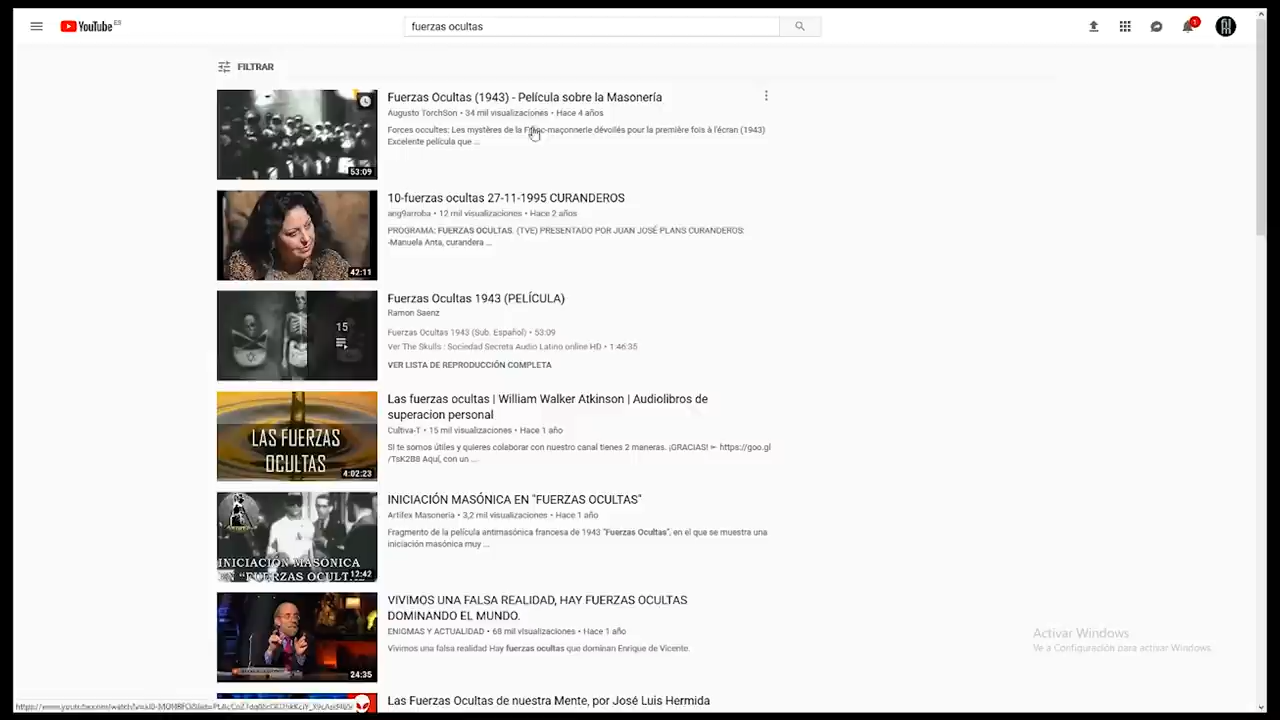 YouTube ES
fuerzas ocultas
1
FILTRAR
Fuerzas Ocultas (1943) - Película sobre la Masonería
Augusto TorchSon • 34 mil visualizaciones • Hace 4 años
Forces occultes: Les mystères de la Franc-maçonnerie dévoilés pour la première fois à l'écran (1943)
Excelente película que ...
53:09
10-fuerzas ocultas 27-11-1995 CURANDEROS
ang9arroba • 12 mil visualizaciones • Hace 2 años
PROGRAMA: FUERZAS OCULTAS. (TVE) PRESENTADO POR JUAN JOSÉ PLANS CURANDEROS:
-Manuela Anta, curandera ...
42:11
Fuerzas Ocultas 1943 (PELÍCULA)
Ramon Saenz
15
Fuerzas Ocultas 1943 (Sub. Español) • 53:09
Ver The Skulls : Sociedad Secreta Audio Latino online HD • 1:46:35
VER LISTA DE REPRODUCCIÓN COMPLETA
Las fuerzas ocultas | William Walker Atkinson | Audiolibros de
superacion personal
Cultiva-T • 15 mil visualizaciones • Hace 1 año
SI te somos útiles y quieres colaborar con nuestro canal tienes 2 maneras. ¡GRACIAS! ➳ https://goo.gl
/TsK2B8 Aquí, con un ...
LAS FUERZAS
OCULTAS
4:02:23
INICIACIÓN MASÓNICA EN "FUERZAS OCULTAS"
Artifex Masoneria • 3,2 mil visualizaciones • Hace 1 año
Fragmento de la película antimasónica francesa de 1943 "Fuerzas Ocultas", en el que se muestra una
iniciación masónica muy ...
INICIACIÓN MASÓNICA
EN "FUERZAS OCULTA
12:42
VIVIMOS UNA FALSA REALIDAD, HAY FUERZAS OCULTAS
DOMINANDO EL MUNDO.
ENIGMAS Y ACTUALIDAD • 68 mil visualizaciones • Hace 1 año
Vivimos una falsa realidad Hay fuerzas ocultas que dominan Enrique de Vicente.
24:35
Activar Windows
Ve a Configuración para activar Windows.
Las Fuerzas Ocultas de nuestra Mente, por José Luis Hermida